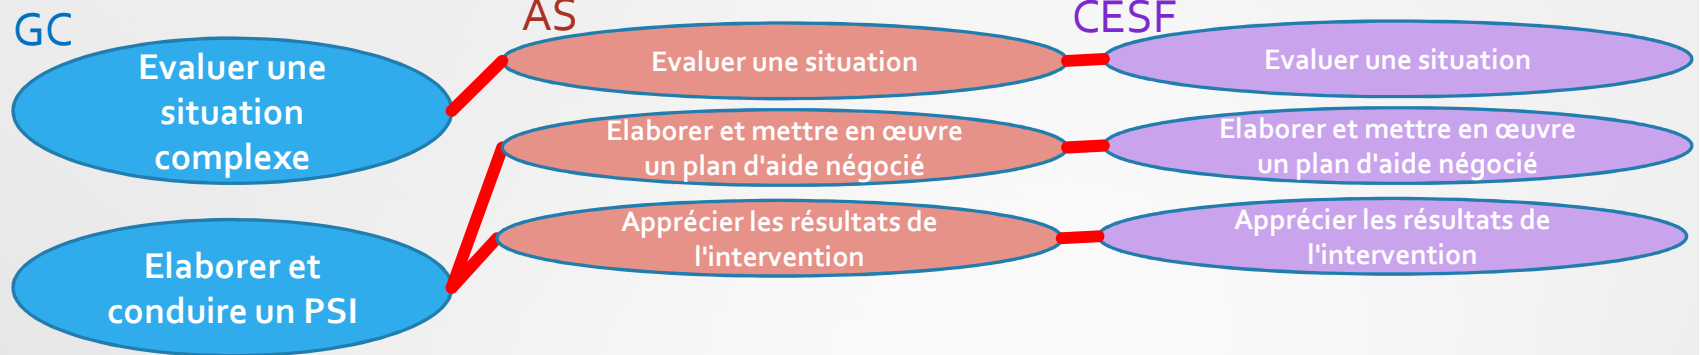 GC
Evaluer une
situation
complexe
Elaborer et
conduire un PSI
AS
Evaluer une situation
Elaborer et mettre en œuvre
un plan d'aide négocié
Apprécier les résultats de
l'intervention
CESF
Evaluer une situation
Elaborer et mettre en œuvre
un plan d'aide négocié
Apprécier les résultats de
l'intervention